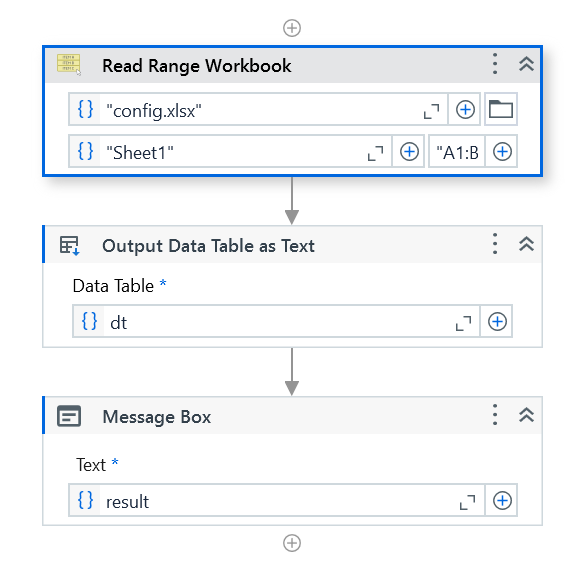 Read Range Workbook
"config.xlsx"
"Sheet1" "A1:B
Output Data Table as Text
Data Table *
dt
Message Box
Text *
result